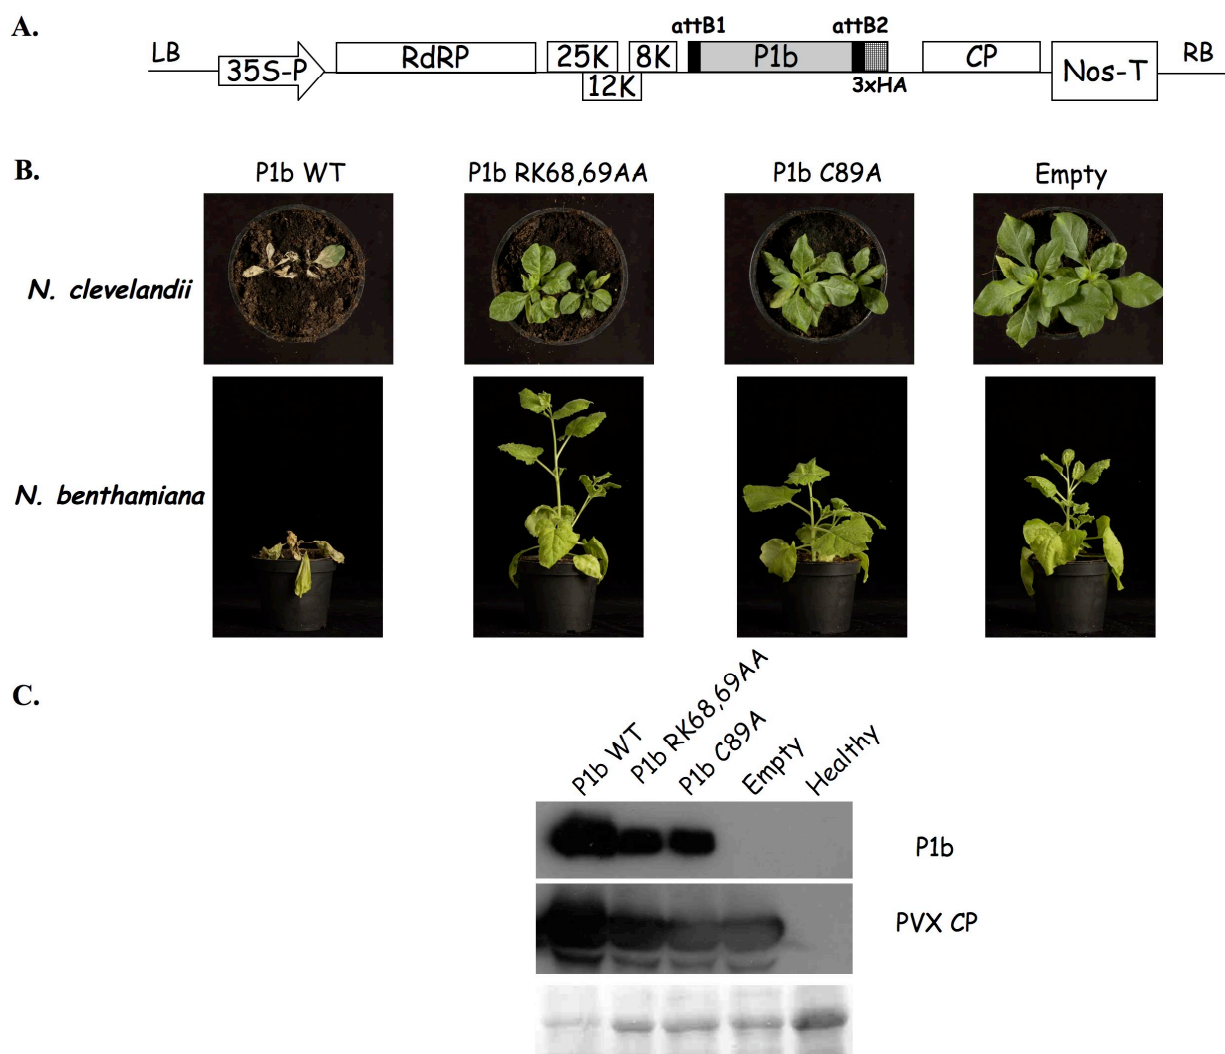 A.
attB1 attB2
LB 35S-P RdRP 25K 8K P1b CP Nos-T RB
12K 3xHA
B.
P1b WT P1b RK68,69AA P1b C89A Empty
N. clevelandii
N. benthamiana
C.
P1b WT P1b RK68,69AA P1b C89A Empty Healthy
P1b
PVX CP